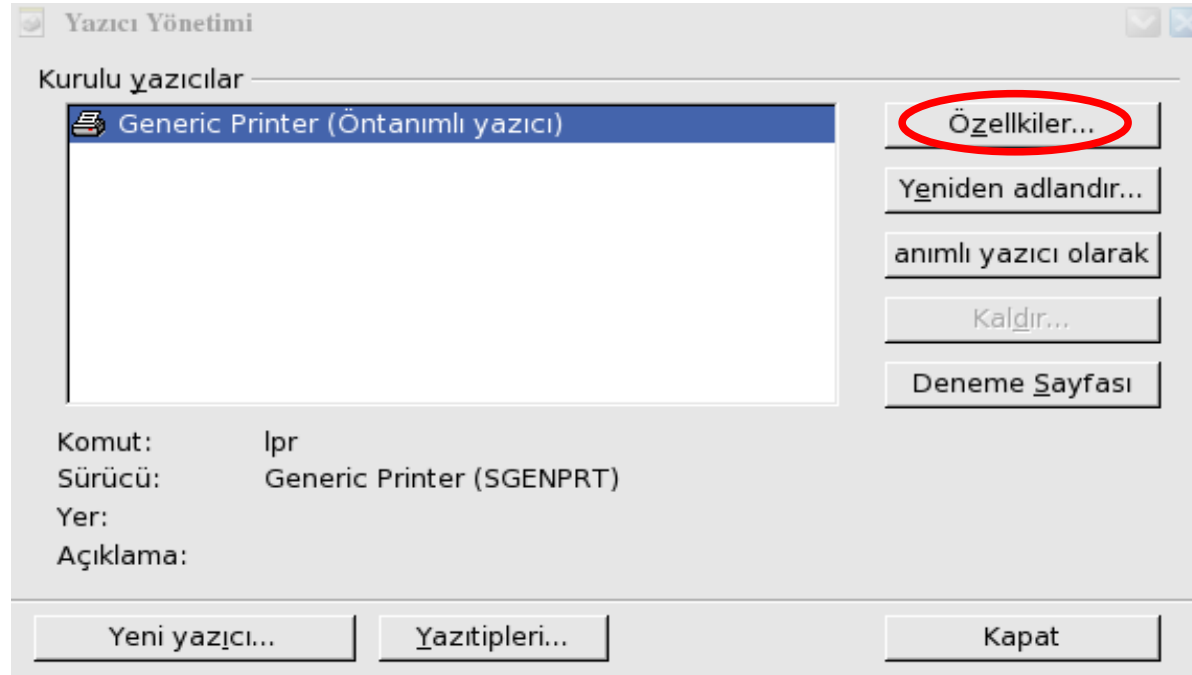 Yazıcı Yönetimi
Kurulu yazıcılar
Generic Printer (Öntanımlı yazıcı)
Özellkiler...
Yeniden adlandır...
anımlı yazıcı olarak
Kaldır...
Deneme Sayfası
Komut: lpr
Sürücü: Generic Printer (SGENPRT)
Yer:
Açıklama:
Yeni yazıcı... Yazıtipleri... Kapat